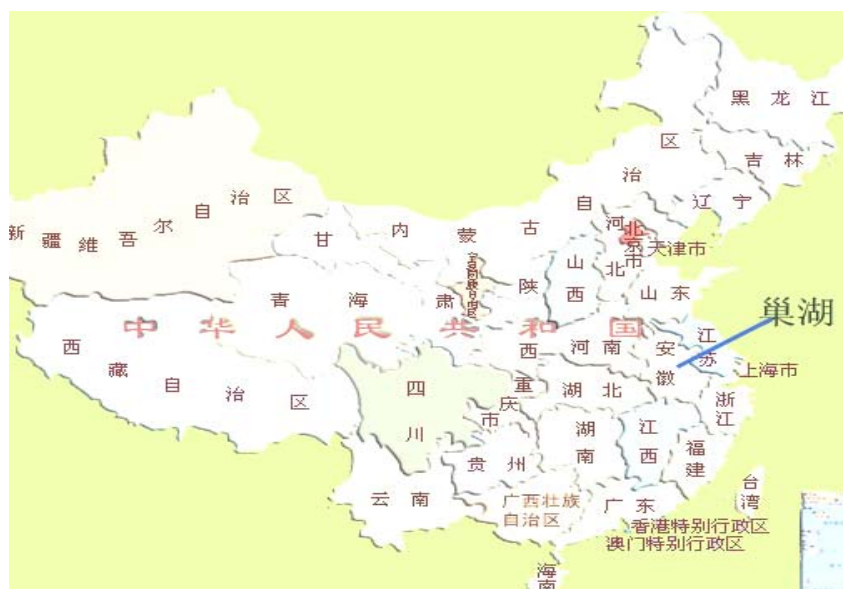 黑龙江
吉林
辽宁
内蒙古自治区
新疆维吾尔自治区
甘肃
河北
北京市
天津市
山西
山东
青海
陕西
中华人民共和国
巢湖
江苏
安徽
河南
上海市
西藏自治区
四川
重庆市
湖北
浙江
湖南
江西
福建
贵州
云南
广西壮族
自治区
广东
台湾
香港特别行政区
澳门特别行政区
海南